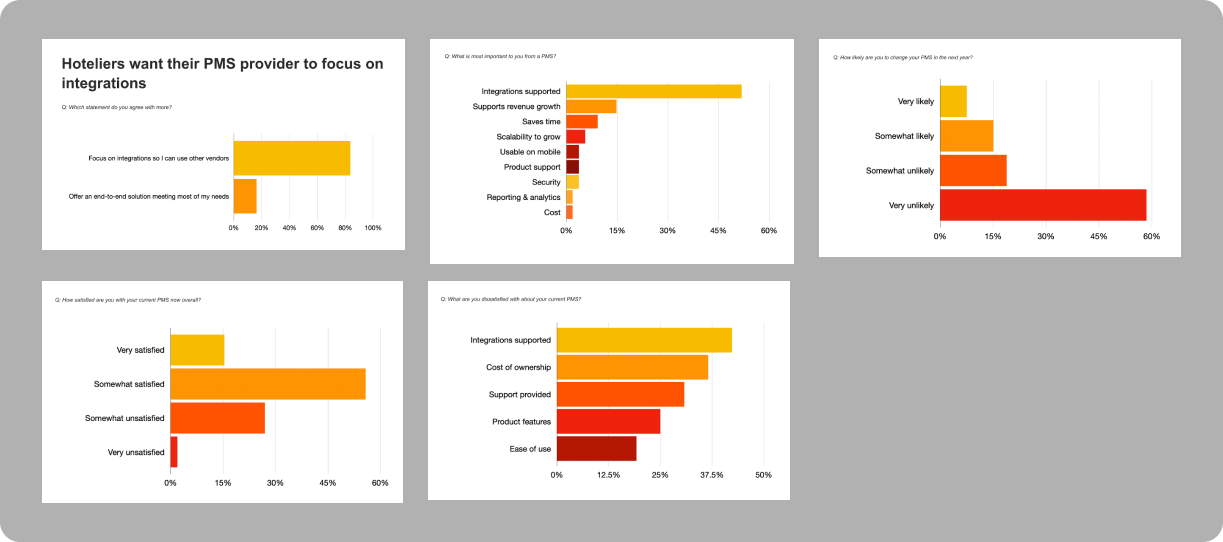 Hoteliers want their PMS provider to focus on
integrations
Q: Which statement do you agree with more?
Focus on integrations so I can use other vendors
Offer an end-to-end solution meeting most of my needs
0% 20% 40% 60% 80% 100%
Q: What is most important to you from a PMS?
Integrations supported
Supports revenue growth
Saves time
Scalability to grow
Usable on mobile
Product support
Security
Reporting & analytics
Cost
0% 15% 30% 45% 60%
Q: How likely are you to change your PMS in the next year?
Very likely
Somewhat likely
Somewhat unlikely
Very unlikely
0% 15% 30% 45% 60%
Q: How satisfied are you with your current PMS now overall?
Very satisfied
Somewhat satisfied
Somewhat unsatisfied
Very unsatisfied
0% 15% 30% 45% 60%
Q: What are you dissatisfied with about your current PMS?
Integrations supported
Cost of ownership
Support provided
Product features
Ease of use
0% 12.5% 25% 37.5% 50%